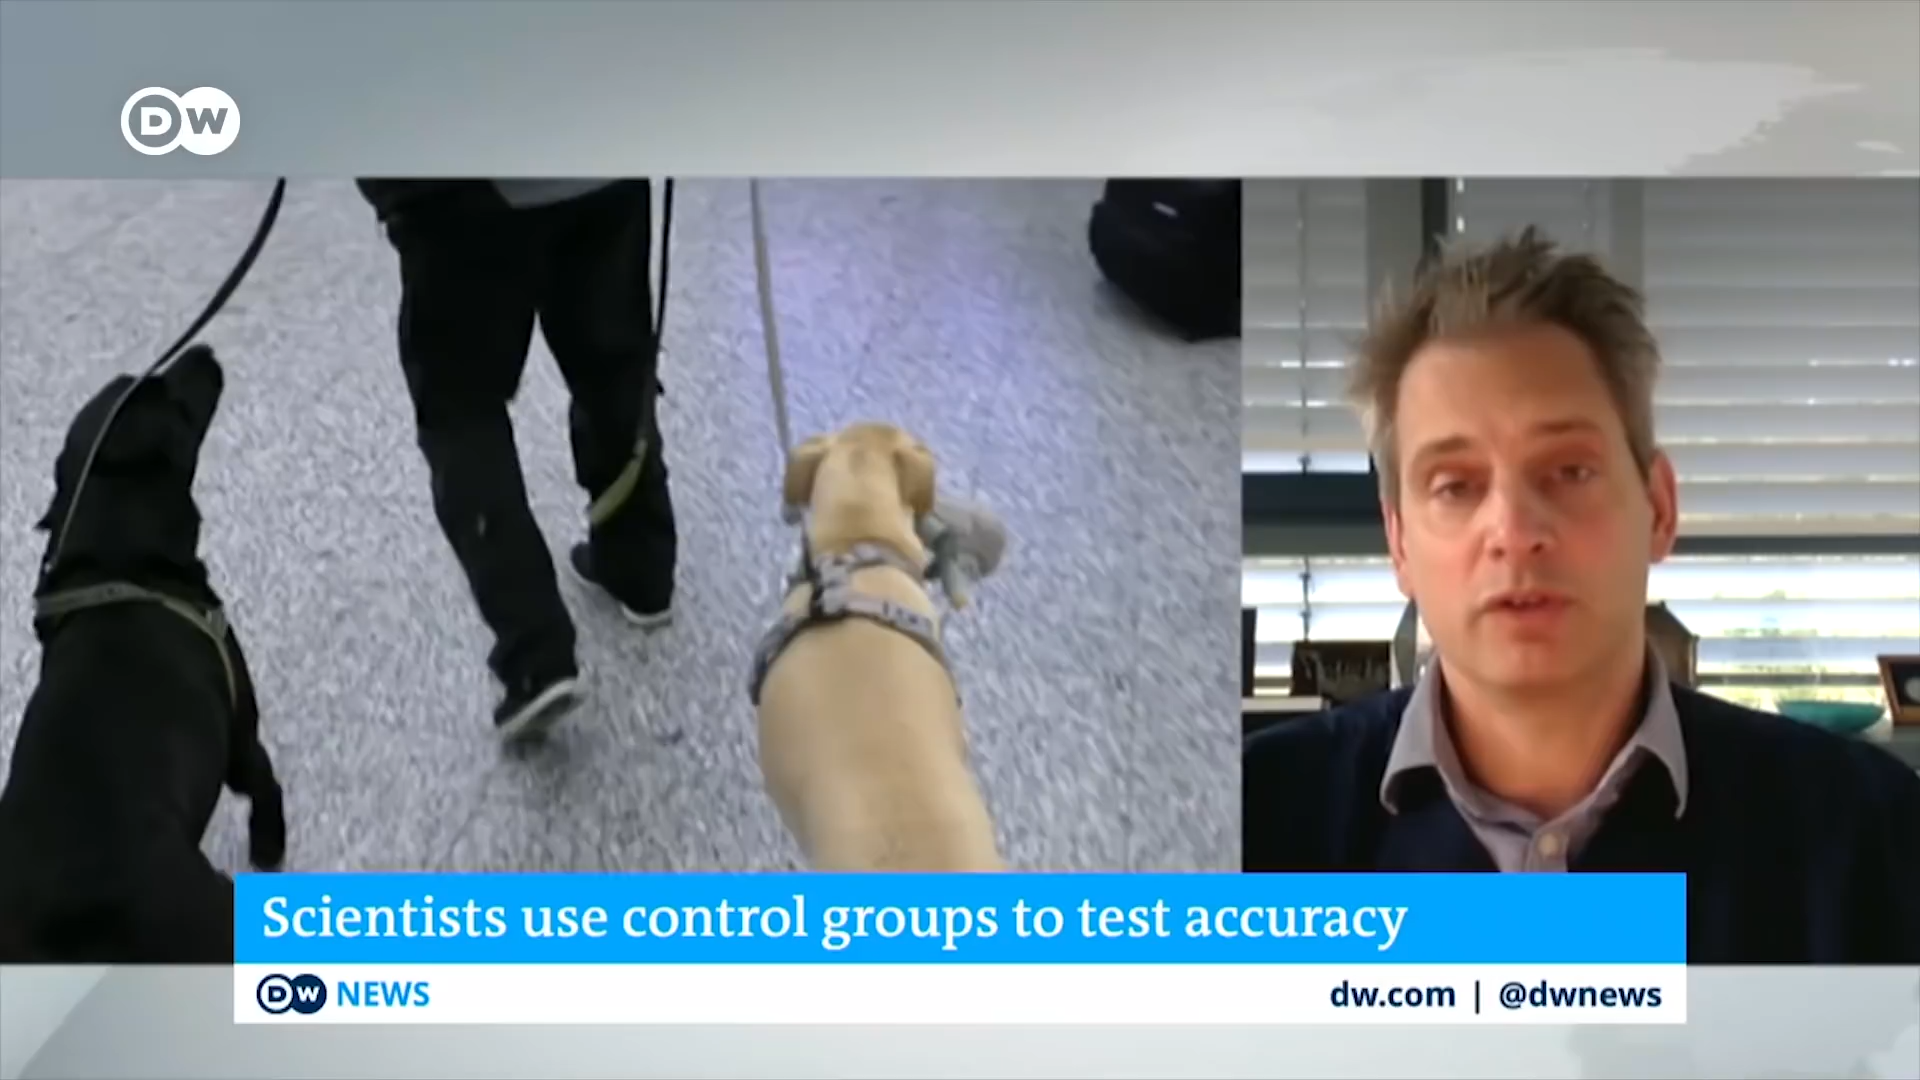 DW
Scientists use control groups to test accuracy
DW NEWS
dw.com | @dwnews